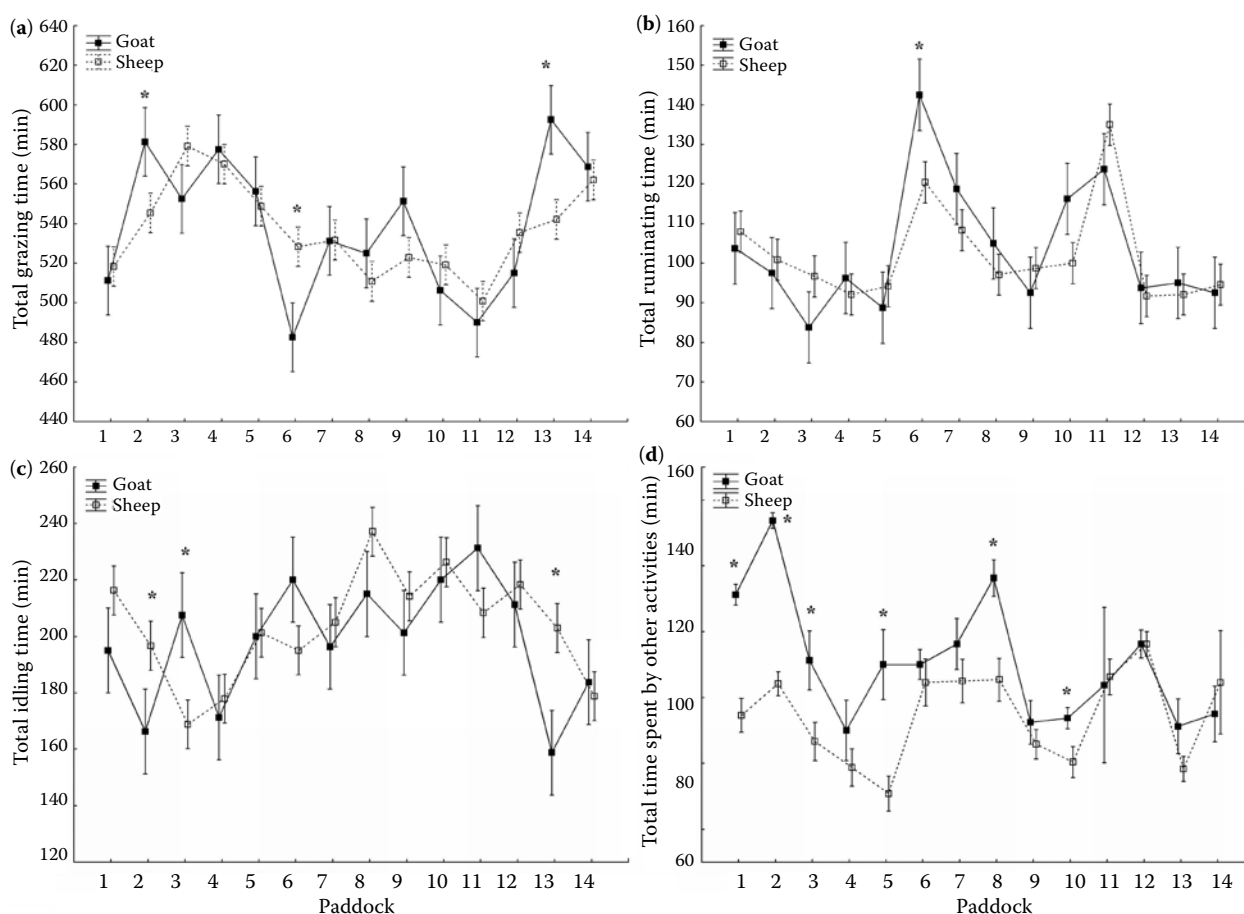 (a)
Total grazing time (min)
640
620
600
580
560
540
520
500
480
460
440
Goat
Sheep
1 2 3 4 5 6 7 8 9 10 11 12 13 14
(b)
Total ruminating time (min)
160
150
140
130
120
110
100
90
80
70
60
Goat
Sheep
1 2 3 4 5 6 7 8 9 10 11 12 13 14
(c)
Total idling time (min)
260
240
220
200
180
160
180
120
Goat
Sheep
1 2 3 4 5 6 7 8 9 10 11 12 13 14
Paddock
(d)
Total time spent by other activities (min)
160
140
120
100
80
60
Goat
Sheep
1 2 3 4 5 6 7 8 9 10 11 12 13 14
Paddock